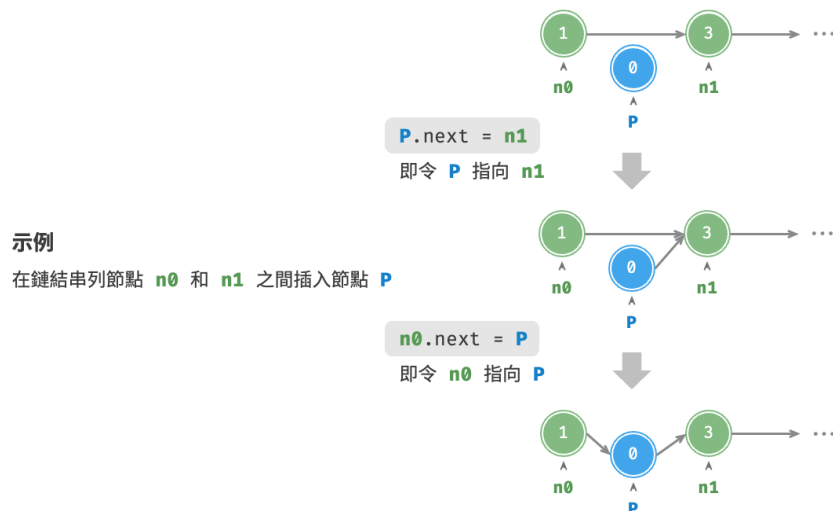 1 3 ...
0
n0 n1
P
P.next = n1
即令 P 指向 n1
示例
在鏈結串列節點 n0 和 n1 之間插入節點 P
1 3 ...
0
n0 n1
P
n0.next = P
即令 n0 指向 P
1 3 ...
0
n0 n1
P